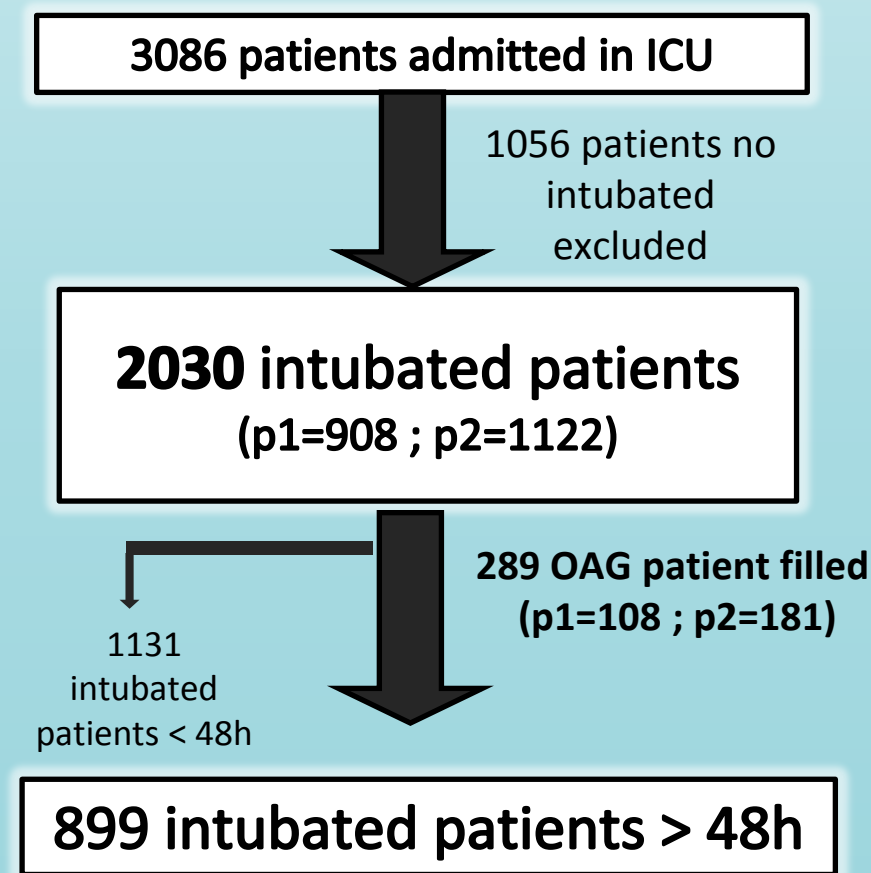 3086 patients admitted in ICU
1056 patients no
intubated
excluded
2030 intubated patients
(p1=908 ; p2=1122)
289 OAG patient filled
(p1=108 ; p2=181)
1131
intubated
patients < 48h
899 intubated patients > 48h